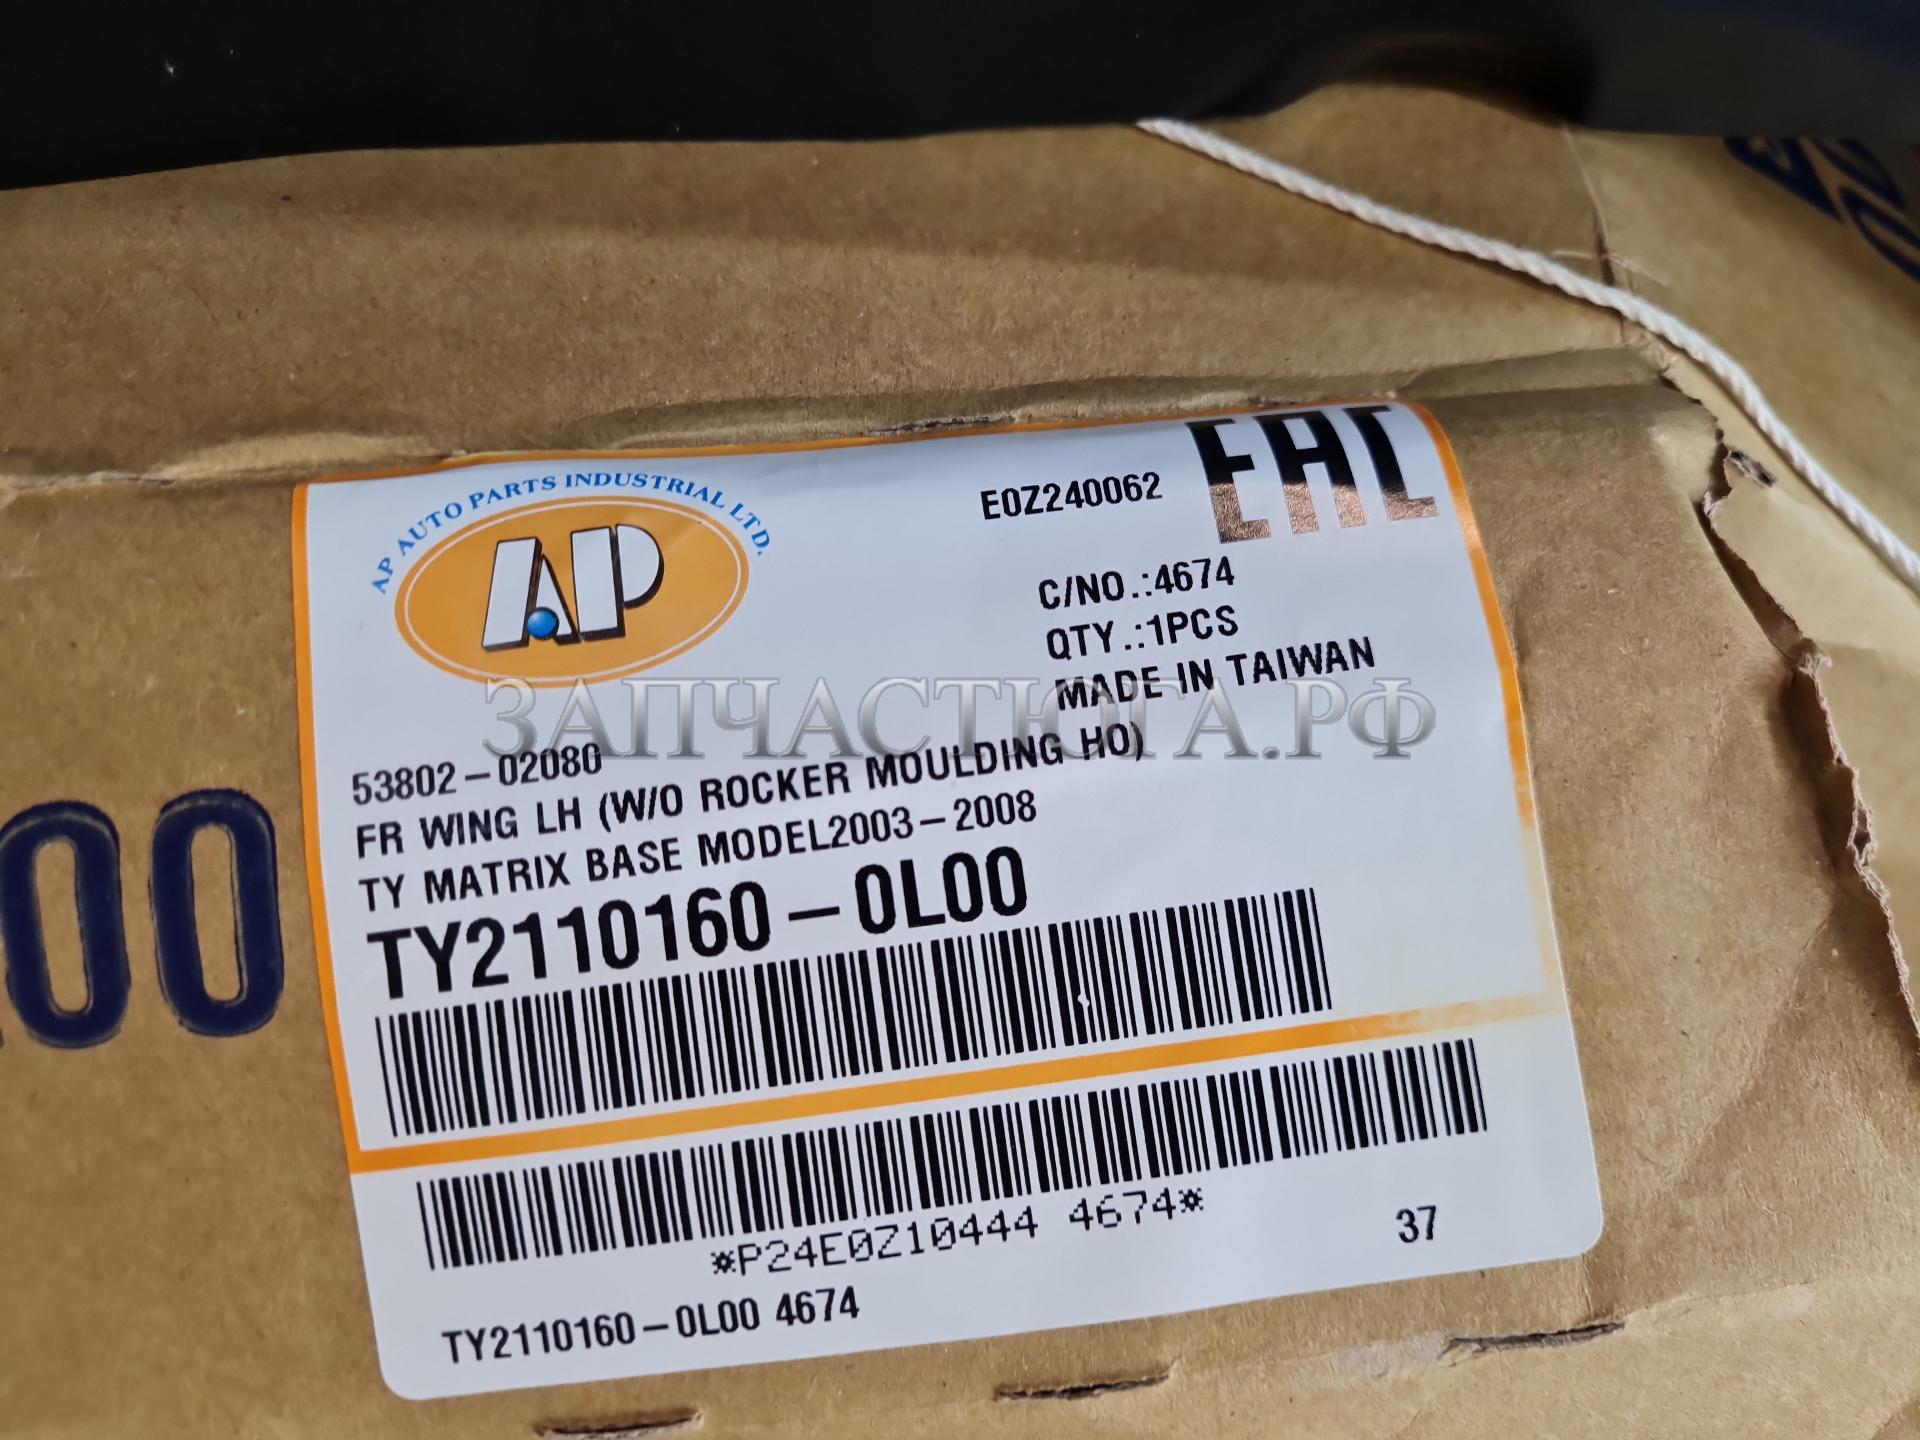 AP AUTO PARTS INDUSTRIAL LTD.
AP
E0Z240062
EAC
C/NO.:4674
QTY.:1PCS
MADE IN TAIWAN
ЗАПЧАСТЮГА.РФ
53802-02080
FR WING LH (W/O ROCKER MOULDING HO)
TY MATRIX BASE MODEL2003-2008
TY2110160-0L00
00
*P24E0Z10444 4674*
37
TY2110160-0L00 4674